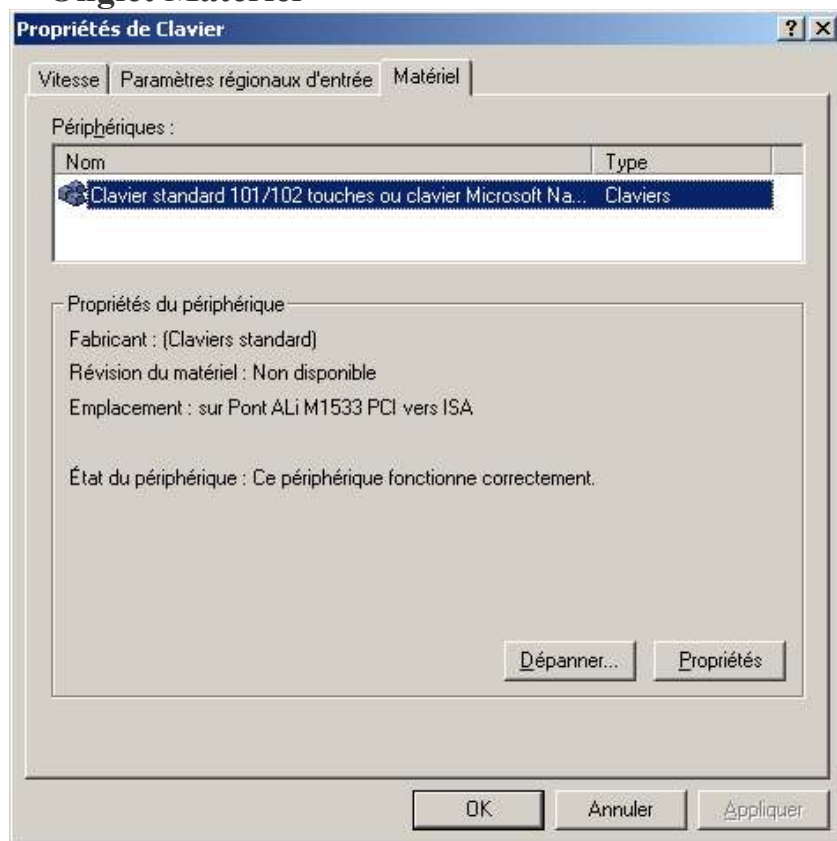 Onglet Matériel
Propriétés de Clavier
Vitesse Paramètres régionaux d'entrée Matériel
Périphériques :
Nom Type
Clavier standard 101/102 touches ou clavier Microsoft Na... Claviers
Propriétés du périphérique
Fabricant : (Claviers standard)
Révision du matériel : Non disponible
Emplacement : sur Pont ALi M1533 PCI vers ISA
État du périphérique : Ce périphérique fonctionne correctement.
Dépanner... Propriétés
OK Annuler Appliquer